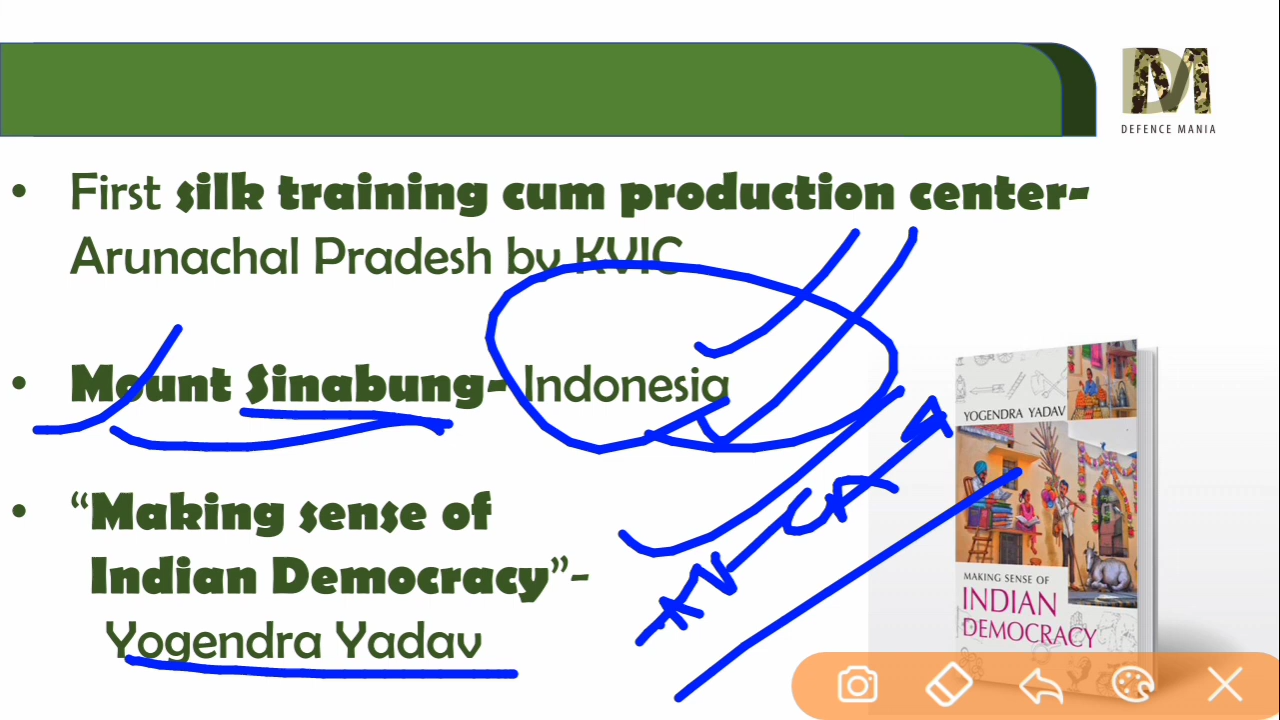 DM
DEFENCE MANIA
• First silk training cum production center-
Arunachal Pradesh by KVIC
• Mount Sinabung- Indonesia
• “Making sense of
Indian Democracy”-
Yogendra Yadav
YOGENDRA YADAV
MAKING SENSE OF
INDIAN
DEMOCRACY